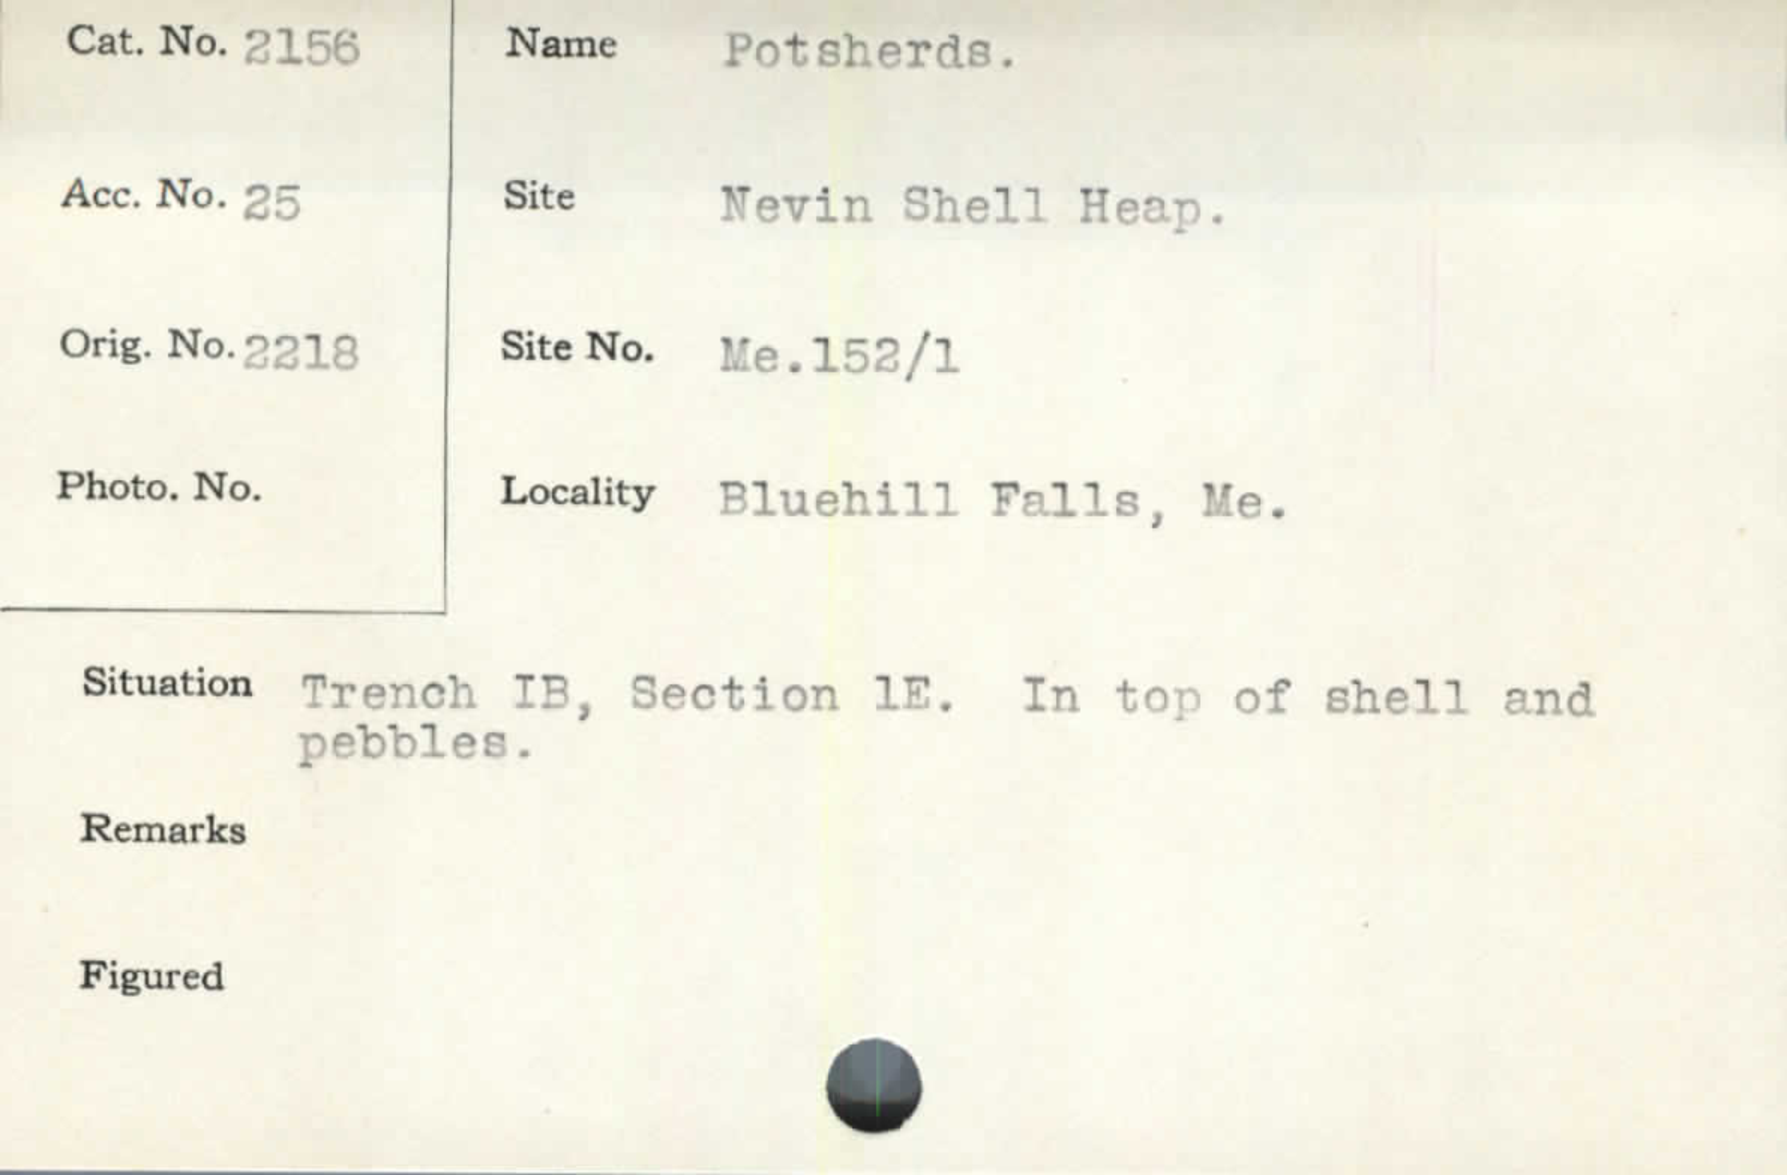 Cat. No. 2156
Name Potsherds.
Acc. No. 25
Site Nevin Shell Heap.
Orig. No. 2218
Site No. Me.152/1
Photo. No.
Locality Bluehill Falls, Me.
Situation Trench IB, Section 1E. In top of shell and
pebbles.
Remarks
Figured